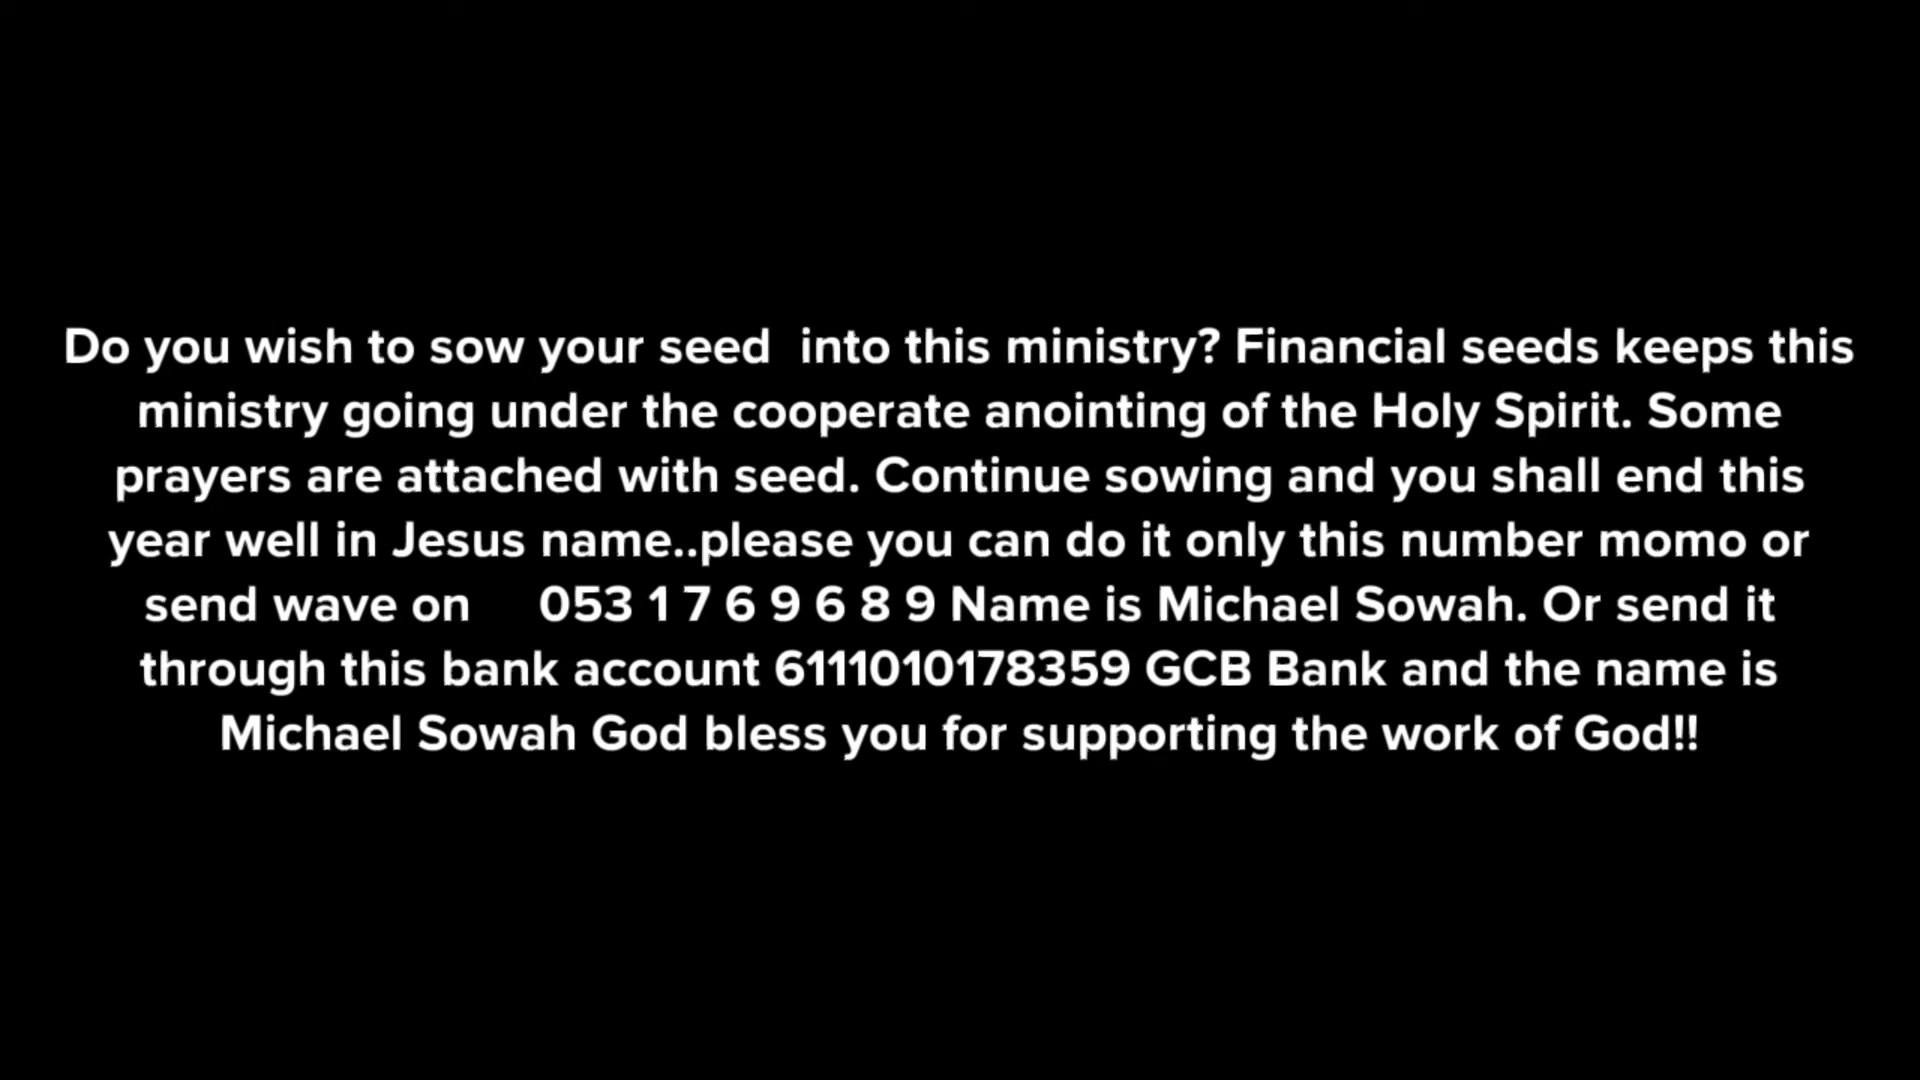 Do you wish to sow your seed  into this ministry? Financial seeds keeps this
ministry going under the cooperate anointing of the Holy Spirit. Some
prayers are attached with seed. Continue sowing and you shall end this
year well in Jesus name..please you can do it only this number momo or
send wave on     053 1 7 6 9 6 8 9 Name is Michael Sowah. Or send it
through this bank account 6111010178359 GCB Bank and the name is
Michael Sowah God bless you for supporting the work of God!!